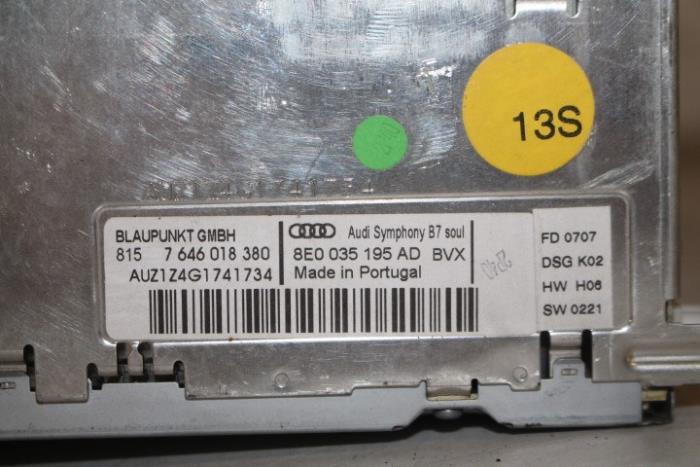 13S
BLAUPUNKT GMBH
815 7 646 018 380
AUZ1Z4G1741734
Audi Symphony B7 soul
8E0 035 195 AD BVX
Made in Portugal
FD 0707
DSG K02
HW H06
SW 0221